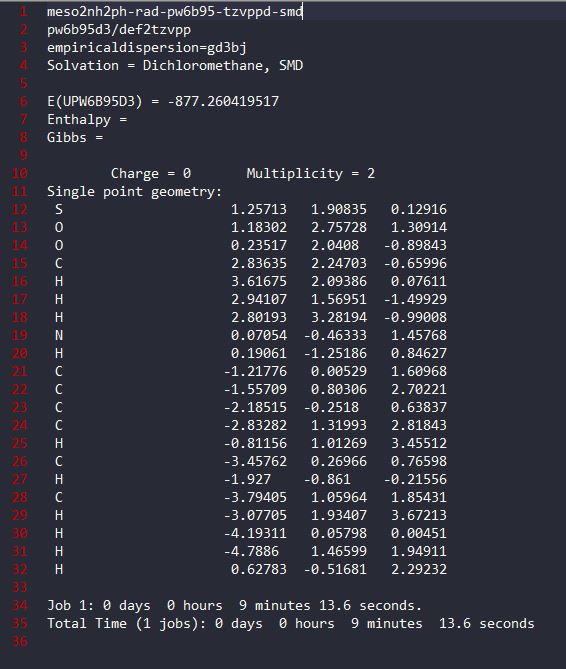 1 meso2nh2ph-rad-pw6b95-tzvppd-smd
2 pw6b95d3/def2tzvpp
3 empiricaldispersion=gd3bj
4 Solvation = Dichloromethane, SMD
5
6 E(UPW6B95D3) = -877.260419517
7 Enthalpy =
8 Gibbs =
9
10 Charge = 0 Multiplicity = 2
11 Single point geometry:
12 S 1.25713 1.90835 0.12916
13 O 1.18302 2.75728 1.30914
14 O 0.23517 2.0408 -0.89843
15 C 2.83635 2.24703 -0.65996
16 H 3.61675 2.09386 0.07611
17 H 2.94107 1.56951 -1.49929
18 H 2.80193 3.28194 -0.99008
19 N 0.07054 -0.46333 1.45768
20 H 0.19061 -1.25186 0.84627
21 C -1.21776 0.00529 1.60968
22 C -1.55709 0.80306 2.70221
23 C -2.18515 -0.2518 0.63837
24 C -2.83282 1.31993 2.81843
25 H -0.81156 1.01269 3.45512
26 C -3.45762 0.26966 0.76598
27 H -1.927 -0.861 -0.21556
28 C -3.79405 1.05964 1.85431
29 H -3.07705 1.93407 3.67213
30 H -4.19311 0.05798 0.00451
31 H -4.7886 1.46599 1.94911
32 H 0.62783 -0.51681 2.29232
33
34 Job 1: 0 days 0 hours 9 minutes 13.6 seconds.
35 Total Time (1 jobs): 0 days 0 hours 9 minutes 13.6 seconds
36